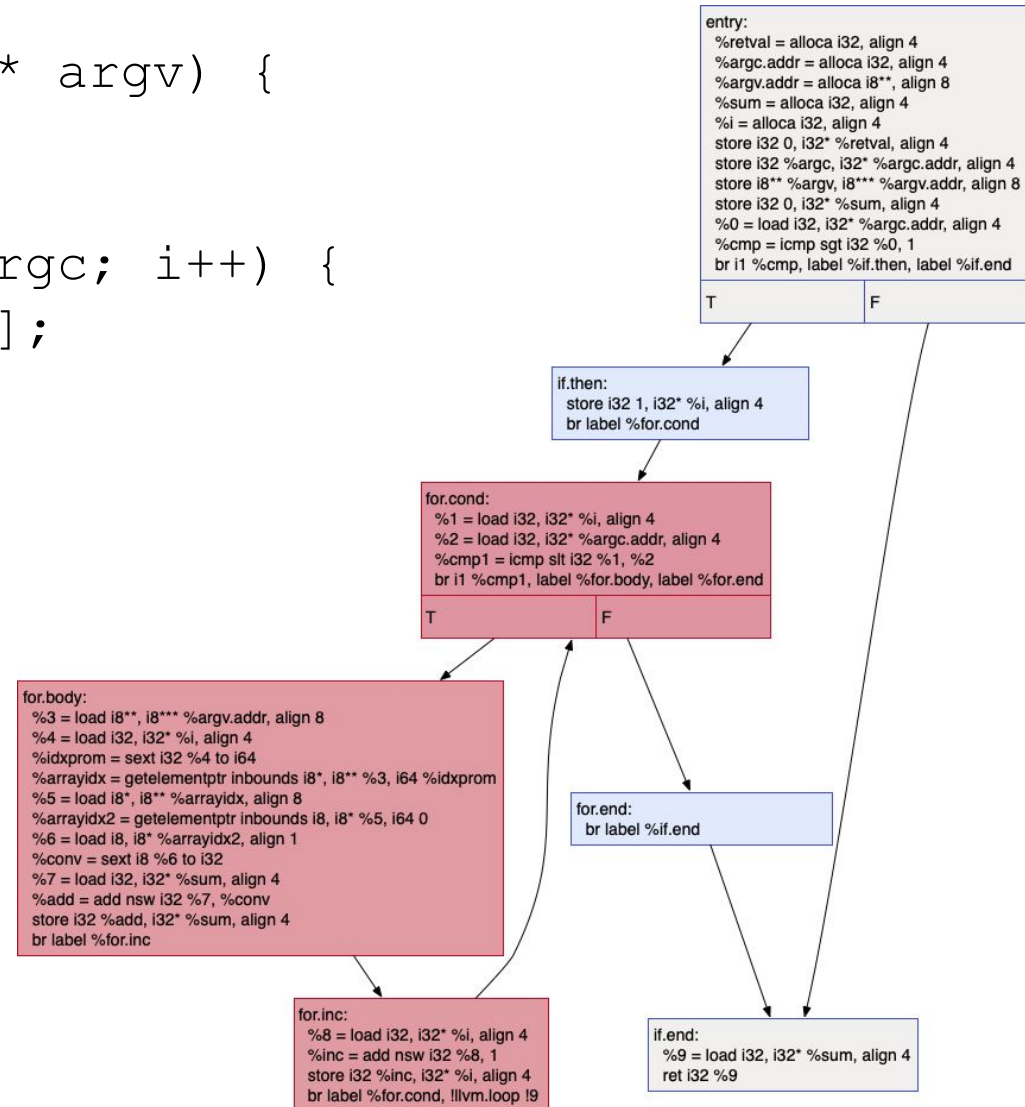 * argv) {
rgc; i++) {
];
entry:
%retval = alloca i32, align 4
%argc.addr = alloca i32, align 4
%argv.addr = alloca i8**, align 8
%sum = alloca i32, align 4
%i = alloca i32, align 4
store i32 0, i32* %retval, align 4
store i32 %argc, i32* %argc.addr, align 4
store i8** %argv, i8*** %argv.addr, align 8
store i32 0, i32* %sum, align 4
%0 = load i32, i32* %argc.addr, align 4
%cmp = icmp sgt i32 %0, 1
br i1 %cmp, label %if.then, label %if.end
T F
if.then:
store i32 1, i32* %i, align 4
br label %for.cond
for.cond:
%1 = load i32, i32* %i, align 4
%2 = load i32, i32* %argc.addr, align 4
%cmp1 = icmp slt i32 %1, %2
br i1 %cmp1, label %for.body, label %for.end
T F
for.body:
%3 = load i8**, i8*** %argv.addr, align 8
%4 = load i32, i32* %i, align 4
%idxprom = sext i32 %4 to i64
%arrayidx = getelementptr inbounds i8*, i8** %3, i64 %idxprom
%5 = load i8*, i8** %arrayidx, align 8
%arrayidx2 = getelementptr inbounds i8, i8* %5, i64 0
%6 = load i8, i8* %arrayidx2, align 1
%conv = sext i8 %6 to i32
%7 = load i32, i32* %sum, align 4
%add = add nsw i32 %7, %conv
store i32 %add, i32* %sum, align 4
br label %for.inc
for.end:
br label %if.end
for.inc:
%8 = load i32, i32* %i, align 4
%inc = add nsw i32 %8, 1
store i32 %inc, i32* %i, align 4
br label %for.cond, !llvm.loop !9
if.end:
%9 = load i32, i32* %sum, align 4
ret i32 %9